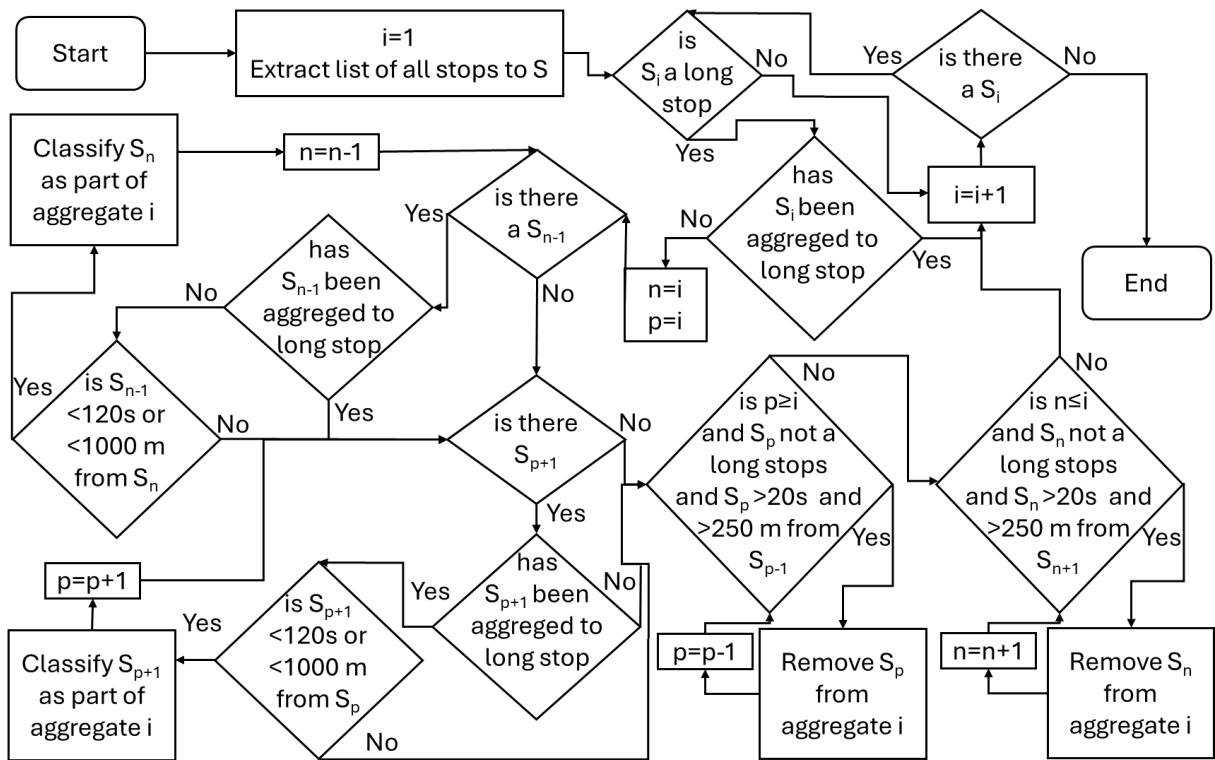 Start
i=1
Extract list of all stops to S
is
Sᵢ a long
stop
No
Yes
Yes
is there
a Sᵢ
No
Classify Sₙ
as part of
aggregate i
n=n-1
is there
a Sₙ₋₁
Yes
No
has
Sᵢ been
aggreged to
long stop
No
Yes
i=i+1
End
n=i
p=i
has
Sₙ₋₁ been
aggreged to
long stop
No
Yes
is Sₙ₋₁
<120s or
<1000 m
from Sₙ
Yes
No
is there
Sₚ₊₁
No
Yes
is p≥i
and Sₚ not a
long stops
and Sₚ >20s and
>250 m from
Sₚ₋₁
No
Yes
is n≤i
and Sₙ not a
long stops
and Sₙ >20s and
>250 m from
Sₙ₊₁
No
Yes
has
Sₚ₊₁ been
aggreged to
long stop
Yes
No
is Sₚ₊₁
<120s or
<1000 m
from Sₚ
Yes
No
p=p+1
Classify Sₚ₊₁
as part of
aggregate i
p=p-1
Remove Sₚ
from
aggregate i
n=n+1
Remove Sₙ
from
aggregate i